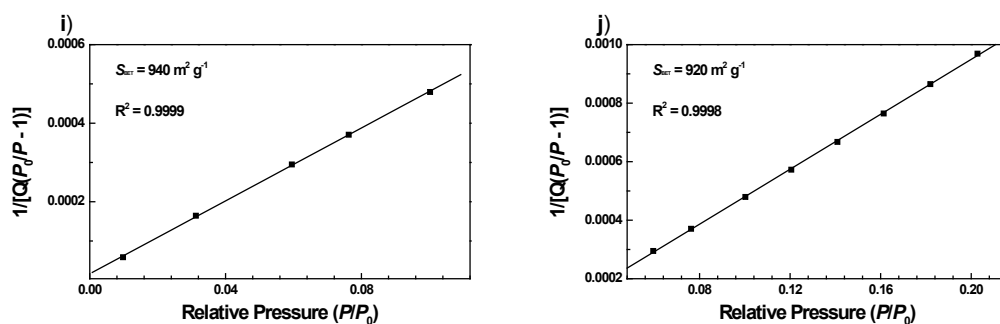 i)
0.0006
0.0004
0.0002
1/[Q(P₀/P - 1)]
S_BET = 940 m² g⁻¹
R² = 0.9999
0.00
0.04
0.08
Relative Pressure (P/P₀)
j)
0.0010
0.0008
0.0006
0.0004
0.0002
1/[Q(P₀/P - 1)]
S_BET = 920 m² g⁻¹
R² = 0.9998
0.08
0.12
0.16
0.20
Relative Pressure (P/P₀)